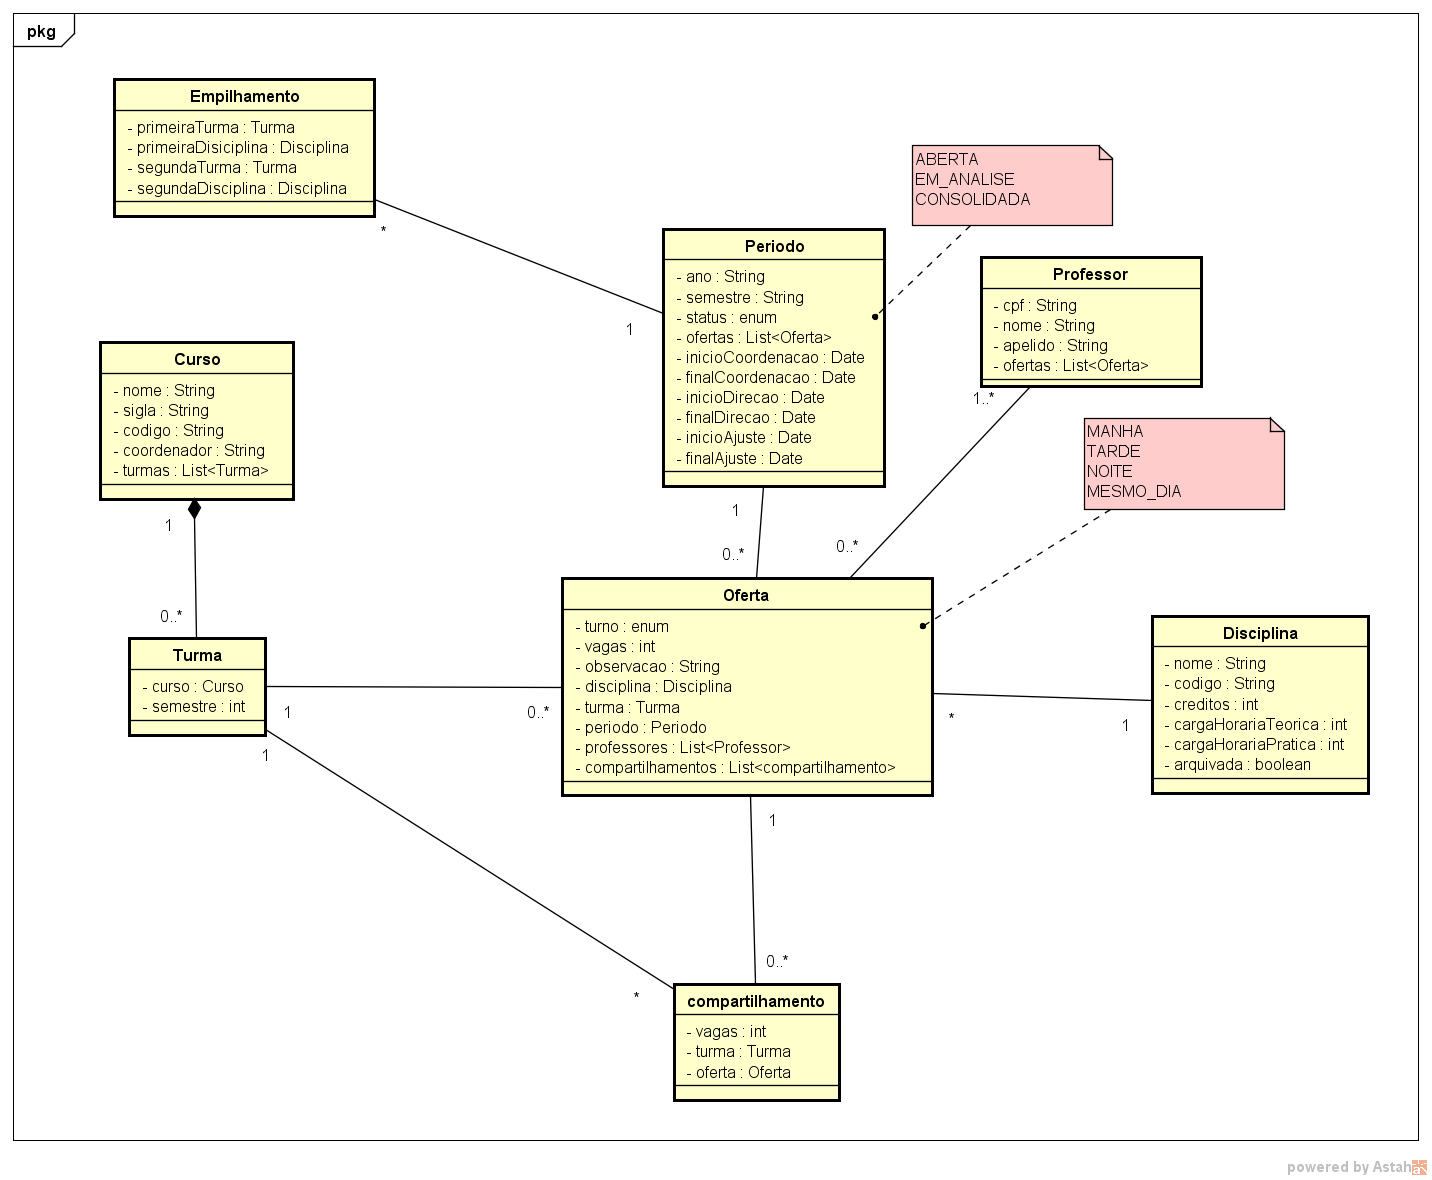 pkg
Empilhamento
- primeiraTurma : Turma
- primeiraDisiciplina : Disciplina
- segundaTurma : Turma
- segundaDisciplina : Disciplina
*
1
ABERTA
EM_ANALISE
CONSOLIDADA
Periodo
- ano : String
- semestre : String
- status : enum
- ofertas : List<Oferta>
- inicioCoordenacao : Date
- finalCoordenacao : Date
- inicioDirecao : Date
- finalDirecao : Date
- inicioAjuste : Date
- finalAjuste : Date
Professor
- cpf : String
- nome : String
- apelido : String
- ofertas : List<Oferta>
1..*
Curso
- nome : String
- sigla : String
- codigo : String
- coordenador : String
- turmas : List<Turma>
MANHA
TARDE
NOITE
MESMO_DIA
1
1
0..*
0..*
0..*
Turma
- curso : Curso
- semestre : int
1
0..*
1
Oferta
- turno : enum
- vagas : int
- observacao : String
- disciplina : Disciplina
- turma : Turma
- periodo : Periodo
- professores : List<Professor>
- compartilhamentos : List<compartilhamento>
*
1
Disciplina
- nome : String
- codigo : String
- creditos : int
- cargaHorariaTeorica : int
- cargaHorariaPratica : int
- arquivada : boolean
1
0..*
*
compartilhamento
- vagas : int
- turma : Turma
- oferta : Oferta
powered by Astah